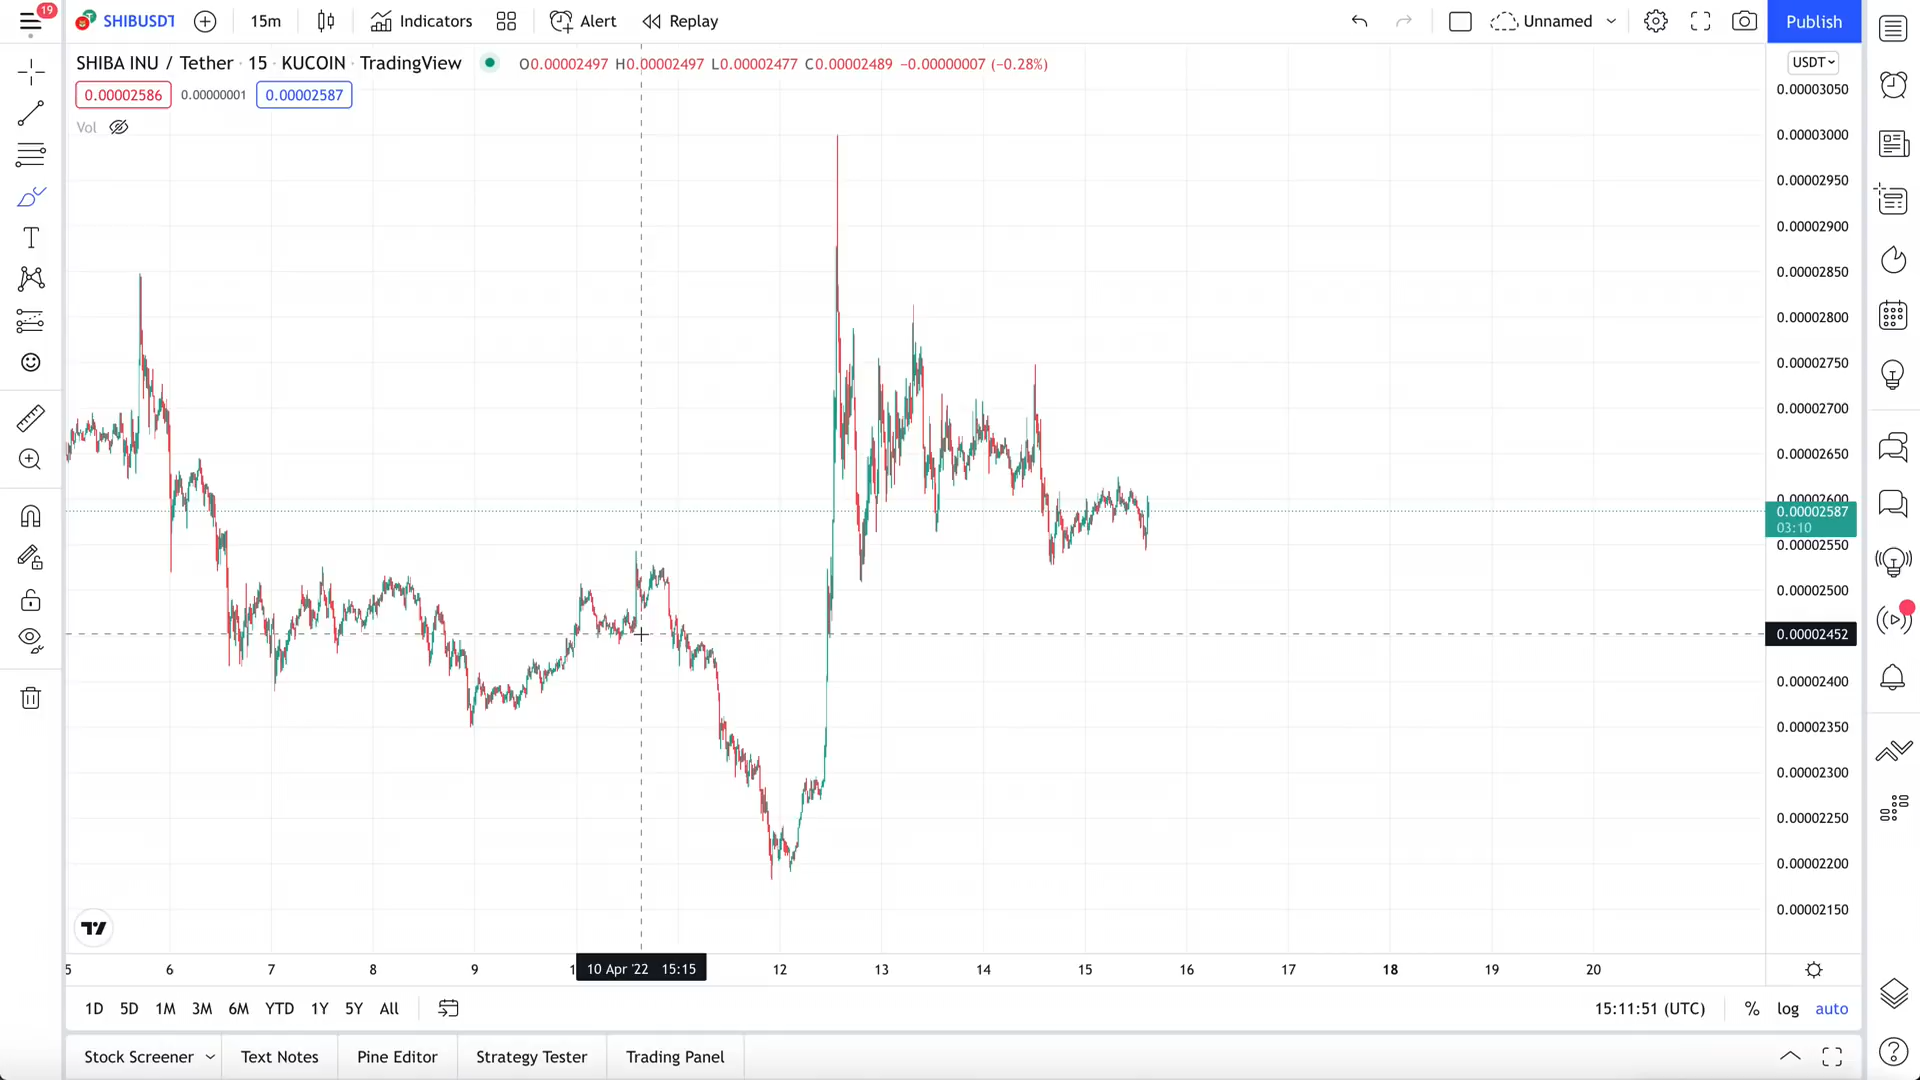 19
SHIBUSDT
15m
Indicators
Alert
Replay
Unnamed
Publish
SHIBA INU / Tether · 15 · KUCOIN · TradingView
O0.00002497 H0.00002497 L0.00002477 C0.00002489 −0.00000007 (−0.28%)
USDT
0.00002586
0.00000001
0.00002587
Vol
0.00003050
0.00003000
0.00002950
0.00002900
0.00002850
0.00002800
0.00002750
0.00002700
0.00002650
0.00002600
0.00002587
03:10
0.00002550
0.00002500
0.00002452
0.00002400
0.00002350
0.00002300
0.00002250
0.00002200
0.00002150
5 6 7 8 9 1 10 Apr '22 15:15 12 13 14 15 16 17 18 19 20
1D 5D 1M 3M 6M YTD 1Y 5Y All
15:11:51 (UTC)
% log auto
Stock Screener
Text Notes
Pine Editor
Strategy Tester
Trading Panel